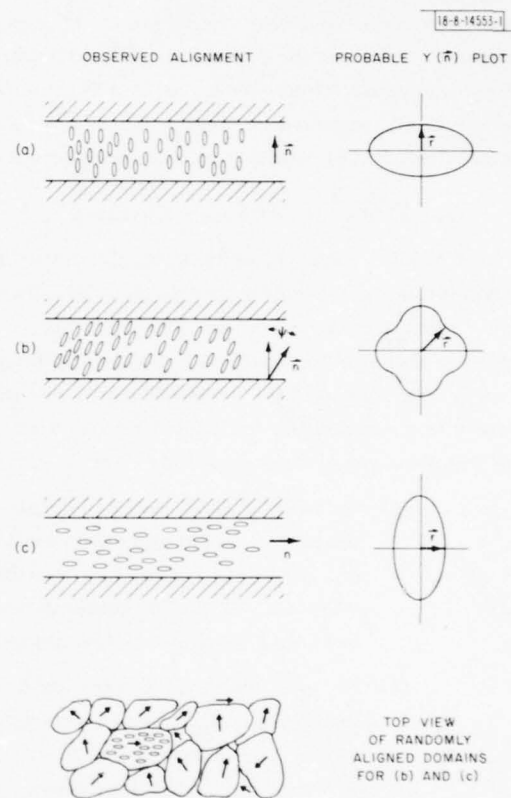 18-8-14553-1
OBSERVED ALIGNMENT
PROBABLE Y(n⃗) PLOT
(a)
n⃗
r⃗
(b)
ψ
n⃗
r⃗
(c)
n
r⃗
TOP VIEW
OF RANDOMLY
ALIGNED DOMAINS
FOR (b) AND (c)